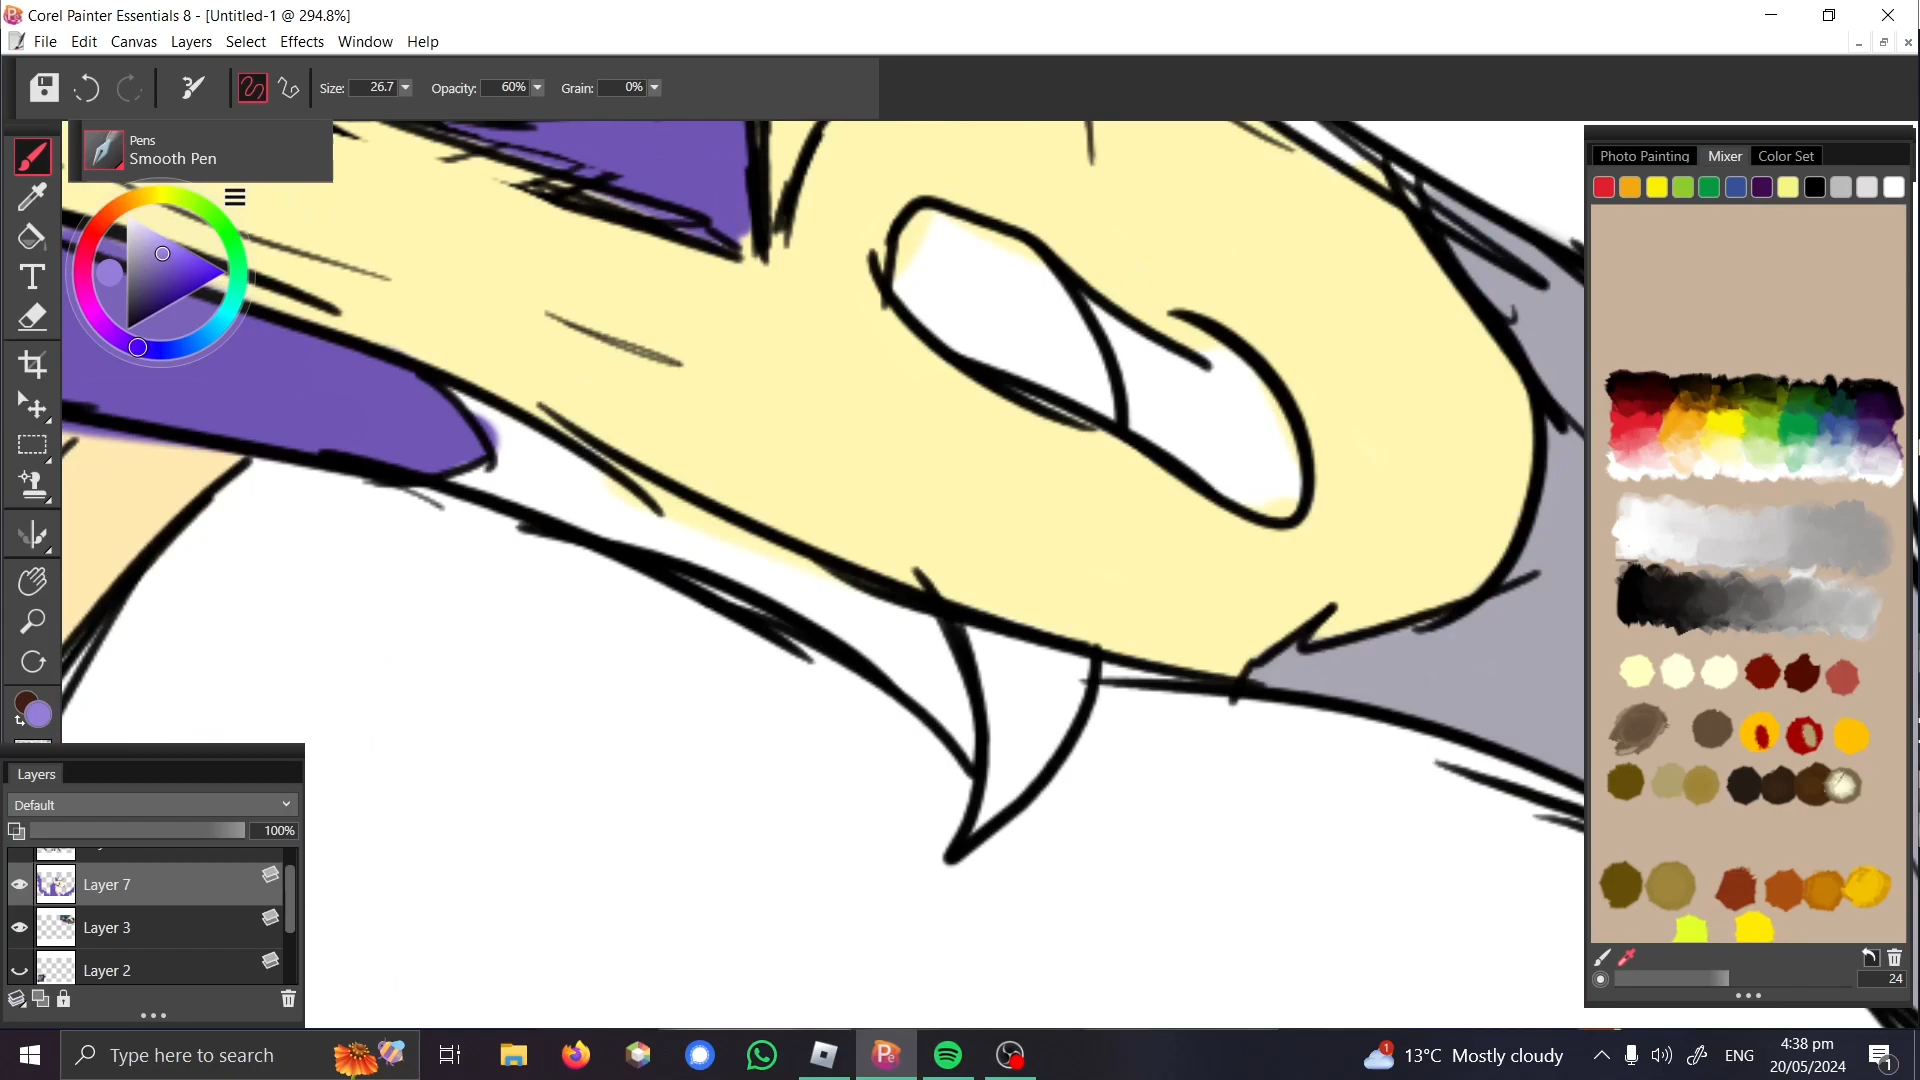 Corel Painter Essentials 8 - [Untitled-1 @ 294.8%]
File Edit Canvas Layers Select Effects Window Help
Size: 26.7 Opacity: 60% Grain: 0%
Pens
Smooth Pen
Photo Painting Mixer Color Set
Layers
Default
100%
Layer 7
Layer 3
Layer 2
24
Type here to search
13°C Mostly cloudy
ENG
4:38 pm
20/05/2024
1
1